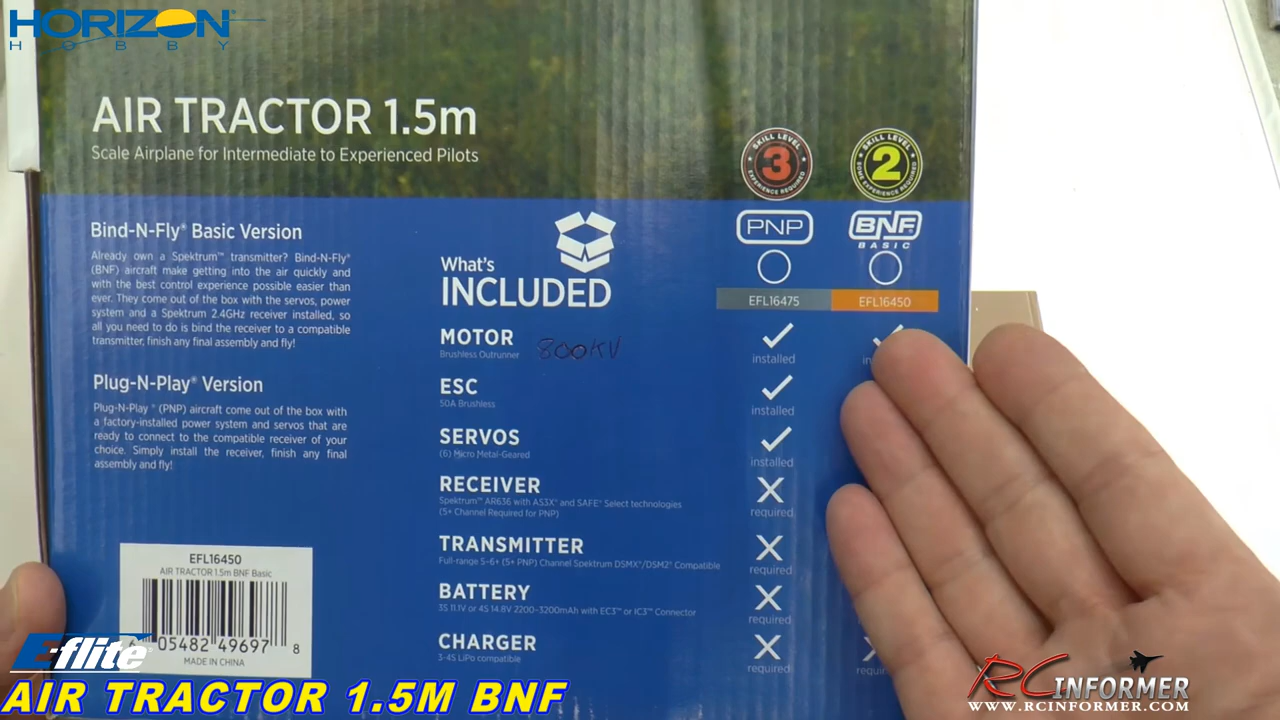 HORIZON
HOBBY
AIR TRACTOR 1.5m
Scale Airplane for Intermediate to Experienced Pilots
SKILL LEVEL
3
EXPERIENCE REQUIRED
SKILL LEVEL
2
SOME EXPERIENCE REQUIRED
PNP
BNF
BASIC
EFL16475
EFL16450
Bind-N-Fly® Basic Version
Already own a Spektrum™ transmitter? Bind-N-Fly®
(BNF) aircraft make getting into the air quickly and
with the best control experience possible easier than
ever. They come out of the box with the servos, power
system and a Spektrum 2.4GHz receiver installed, so
all you need to do is bind the receiver to a compatible
transmitter, finish any final assembly and fly!
Plug-N-Play® Version
Plug-N-Play® (PNP) aircraft come out of the box with
a factory-installed power system and servos that are
ready to connect to the compatible receiver of your
choice. Simply install the receiver, finish any final
assembly and fly!
What's
INCLUDED
MOTOR
Brushless Outrunner
800KV
installed
ESC
50A Brushless
installed
SERVOS
(6) Micro Metal-Geared
installed
RECEIVER
Spektrum™ AR636 with AS3X® and SAFE® Select technologies
(5+ Channel Required for PNP)
required
TRANSMITTER
Full-range 5-6+ (5+ PNP) Channel Spektrum DSMX®/DSM2® Compatible
required
BATTERY
3S 11.1V or 4S 14.8V 2200-3200mAh with EC3™ or IC3™ Connector
required
CHARGER
3-4S LiPo compatible
required
EFL16450
AIR TRACTOR 1.5m BNF Basic
6 05482 49697 8
MADE IN CHINA
E-flite®
AIR TRACTOR 1.5M BNF
RCINFORMER
WWW.RCINFORMER.COM